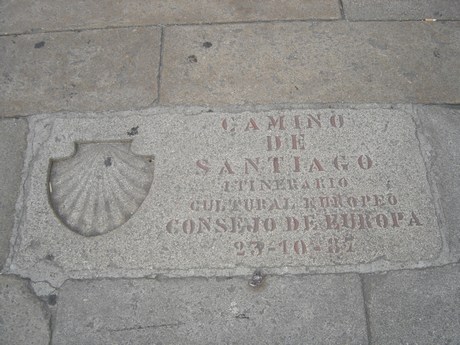 CAMINO
DE
SANTIAGO
ITINERARIO
CULTURAL EUROPEO
CONSEJO DE EUROPA
23-10-87